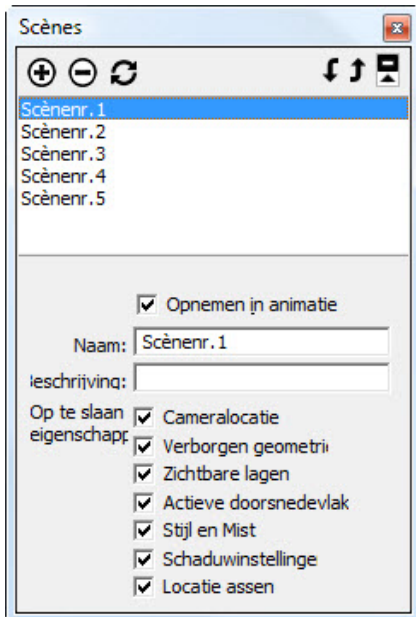 Scènes
Scènenr.1
Scènenr.2
Scènenr.3
Scènenr.4
Scènenr.5
Opnemen in animatie
Naam: Scènenr.1
eschrijving:
Op te slaan
eigenschapp
Cameralocatie
Verborgen geometri
Zichtbare lagen
Actieve doorsnedevlak
Stijl en Mist
Schaduwinstellinge
Locatie assen